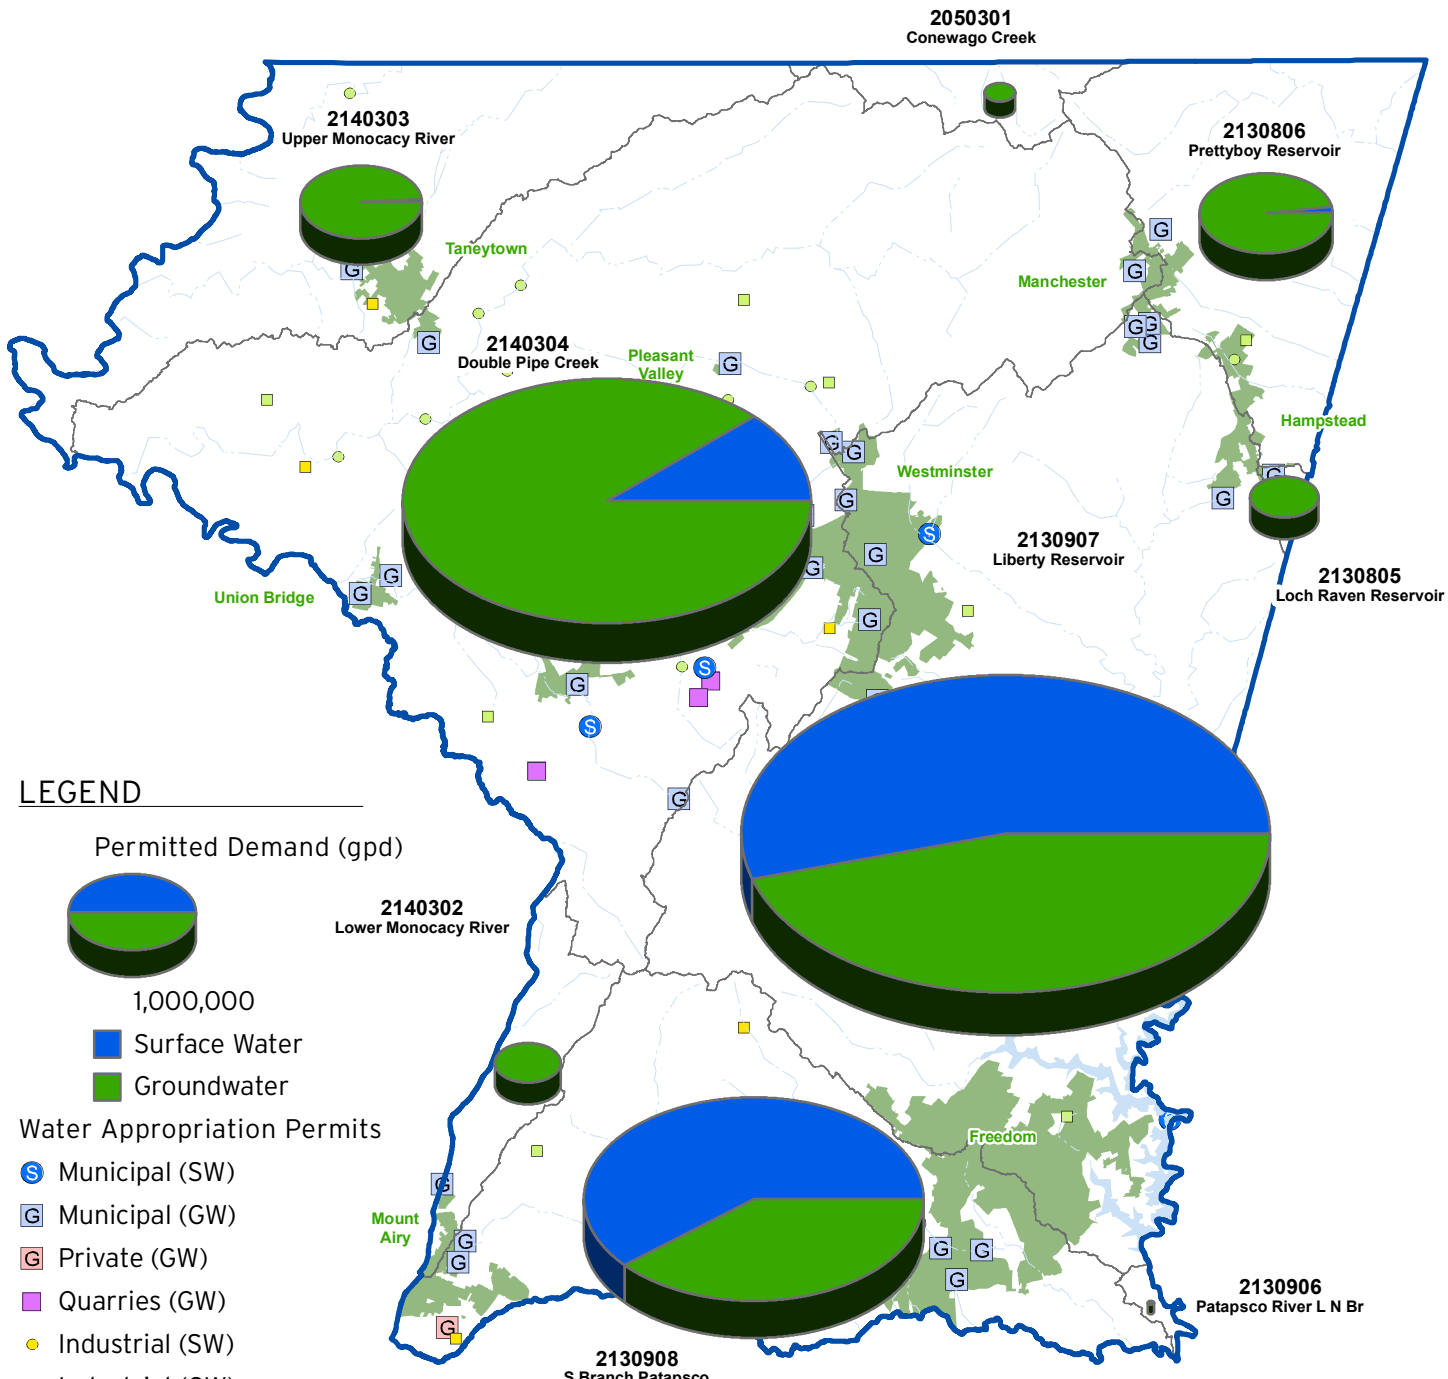 2050301
Conewago Creek
2140303
Upper Monocacy River
2130806
Prettyboy Reservoir
Taneytown
Manchester
2140304
Double Pipe Creek
Pleasant
Valley
Hampstead
Westminster
2130907
Liberty Reservoir
2130805
Loch Raven Reservoir
Union Bridge
LEGEND
Permitted Demand (gpd)
1,000,000
Surface Water
Groundwater
Water Appropriation Permits
S Municipal (SW)
G Municipal (GW)
G Private (GW)
Quarries (GW)
Industrial (SW)
2140302
Lower Monocacy River
Freedom
Mount
Airy
2130906
Patapsco River L N Br
2130908
S Branch Patapsco
G
G
G
G
G
G
G
G
G
G
G
G
G
G
S
G
G
G
G
G
G
S
S
G
G
G
G
G
G
G
G